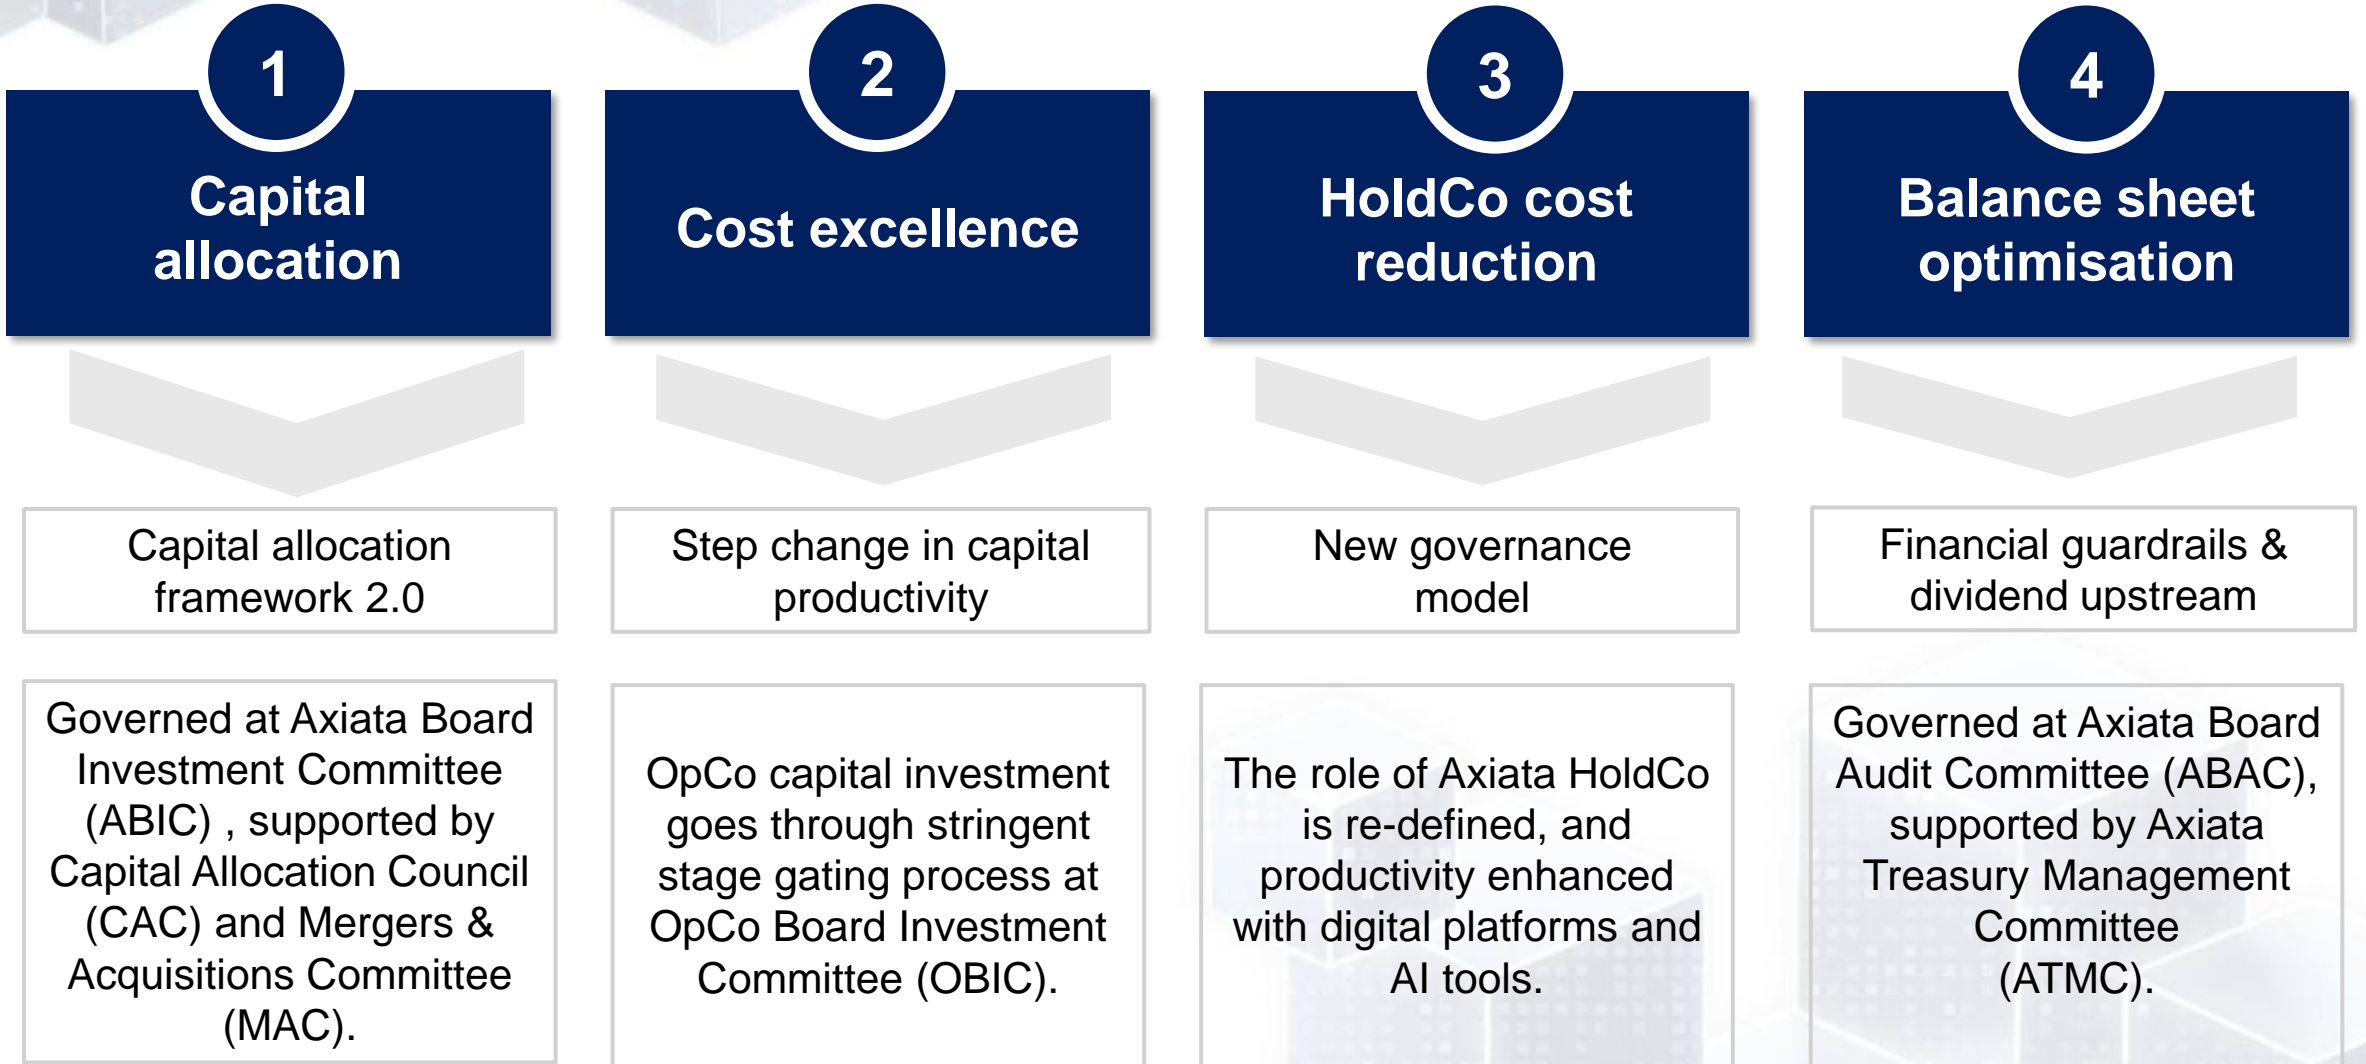 1
Capital
allocation
Capital allocation
framework 2.0
Governed at Axiata Board
Investment Committee
(ABIC) , supported by
Capital Allocation Council
(CAC) and Mergers &
Acquisitions Committee
(MAC).
2
Cost excellence
Step change in capital
productivity
OpCo capital investment
goes through stringent
stage gating process at
OpCo Board Investment
Committee (OBIC).
3
HoldCo cost
reduction
New governance
model
The role of Axiata HoldCo
is re-defined, and
productivity enhanced
with digital platforms and
AI tools.
4
Balance sheet
optimisation
Financial guardrails &
dividend upstream
Governed at Axiata Board
Audit Committee (ABAC),
supported by Axiata
Treasury Management
Committee
(ATMC).